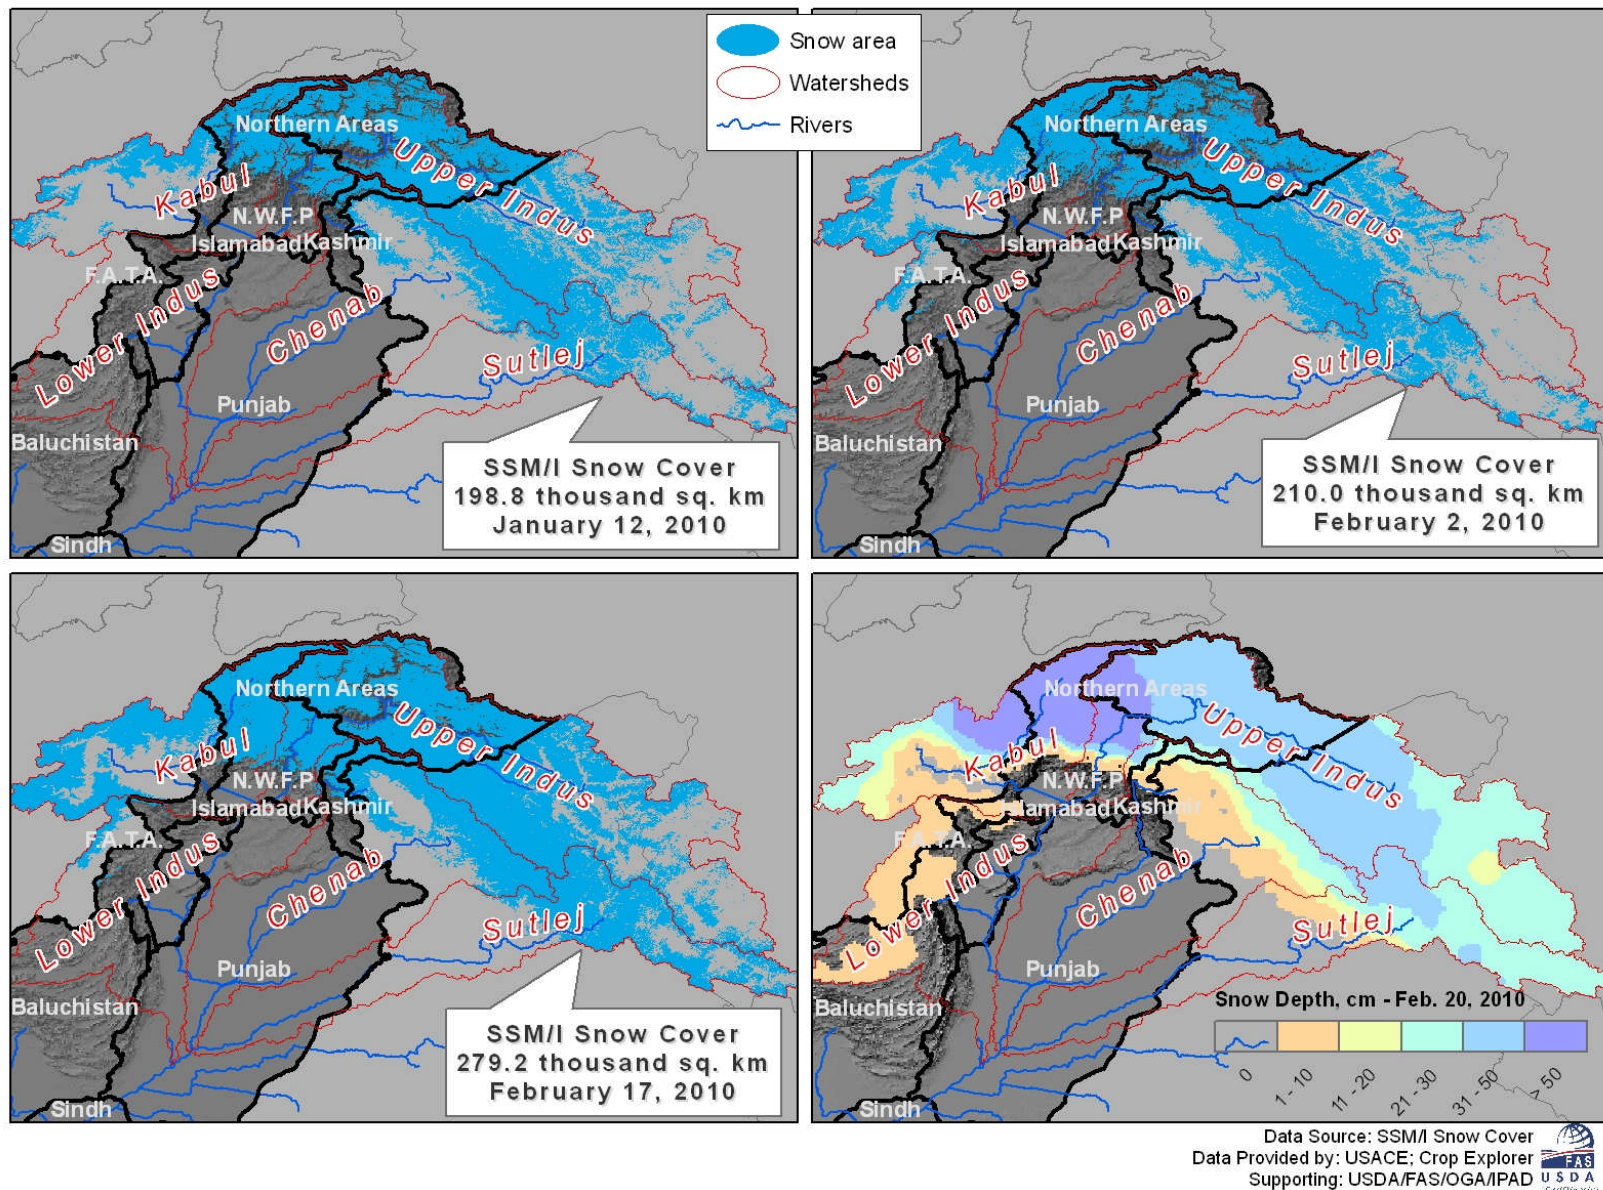 Snow area
Watersheds
Rivers
Northern Areas
Upper Indus
Kabul
N.W.F.P
Islamabad
Kashmir
F.A.T.A.
Lower Indus
Chenab
Sutlej
Punjab
Baluchistan
Sindh
SSM/I Snow Cover
198.8 thousand sq. km
January 12, 2010
Northern Areas
Upper Indus
Kabul
N.W.F.P
Islamabad
Kashmir
F.A.T.A.
Lower Indus
Chenab
Sutlej
Punjab
Baluchistan
Sindh
SSM/I Snow Cover
210.0 thousand sq. km
February 2, 2010
Northern Areas
Upper Indus
Kabul
N.W.F.P
Islamabad
Kashmir
F.A.T.A.
Lower Indus
Chenab
Sutlej
Punjab
Baluchistan
Sindh
SSM/I Snow Cover
279.2 thousand sq. km
February 17, 2010
Northern Areas
Upper Indus
Kabul
N.W.F.P
Islamabad
Kashmir
F.A.T.A.
Lower Indus
Chenab
Sutlej
Punjab
Baluchistan
Sindh
Snow Depth, cm - Feb. 20, 2010
0
1 - 10
11 - 20
21 - 30
31 - 50
> 50
Data Source: SSM/I Snow Cover
Data Provided by: USACE; Crop Explorer
Supporting: USDA/FAS/OGA/IPAD
FAS
USDA